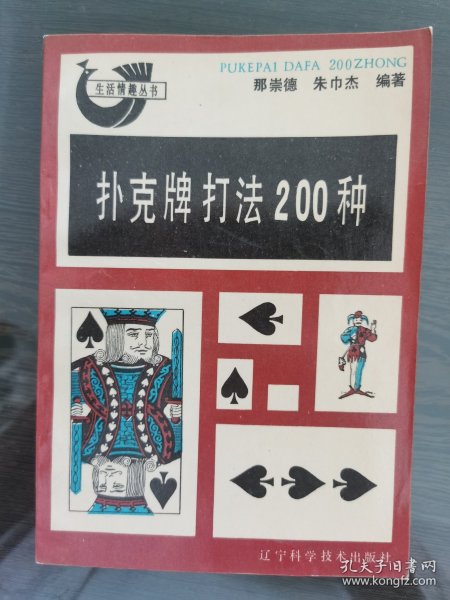 PUKEPAI DAFA 200ZHONG
那崇德 朱巾杰 编著
生活情趣丛书
扑克牌打法200种
辽宁科学技术出版社
孔夫子旧书网
www.kongfz.com